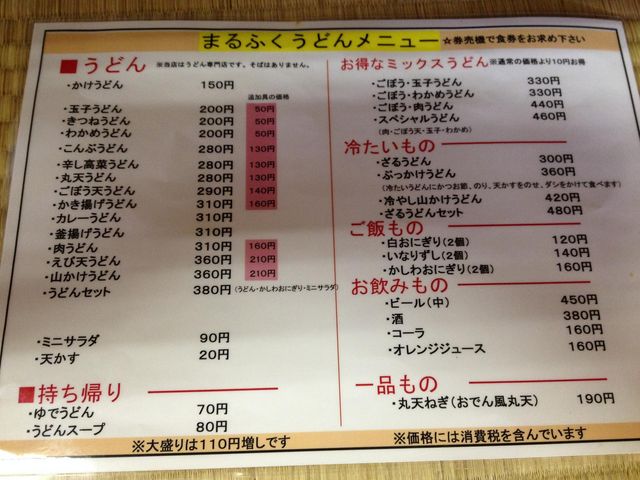 まるふくうどんメニュー ☆券売機で食券をお求め下さい
■うどん ※当店はうどん専門店です。そばはありません。
・かけうどん 150円
追加具の価格
・玉子うどん 200円 50円
・きつねうどん 200円 50円
・わかめうどん 200円 50円
・こんぶうどん 280円 130円
・辛し高菜うどん 280円 130円
・丸天うどん 280円 130円
・ごぼう天うどん 290円 140円
・かき揚げうどん 310円 160円
・カレーうどん 310円
・釜揚げうどん 310円
・肉うどん 310円 160円
・えび天うどん 360円 210円
・山かけうどん 360円 210円
・うどんセット 380円 (うどん・かしわおにぎり・ミニサラダ)
・ミニサラダ 90円
・天かす 20円
■持ち帰り
・ゆでうどん 70円
・うどんスープ 80円
※大盛りは110円増しです
お得なミックスうどん ※通常の価格より10円お得
・ごぼう・玉子うどん 330円
・ごぼう・わかめうどん 330円
・ごぼう・肉うどん 440円
・スペシャルうどん 460円
(肉・ごぼう天・玉子・わかめ)
冷たいもの
・ざるうどん 300円
・ぶっかけうどん 360円
(冷たいうどんにかつお節、のり、天かすをのせ、ダシをかけて食べます)
・冷やし山かけうどん 420円
・ざるうどんセット 480円
ご飯もの
・白おにぎり(2個) 120円
・いなりずし(2個) 140円
・かしわおにぎり(2個) 160円
お飲みもの
・ビール(中) 450円
・酒 380円
・コーラ 160円
・オレンジジュース 160円
一品もの
・丸天ねぎ(おでん風丸天) 190円
※価格には消費税を含んでいます